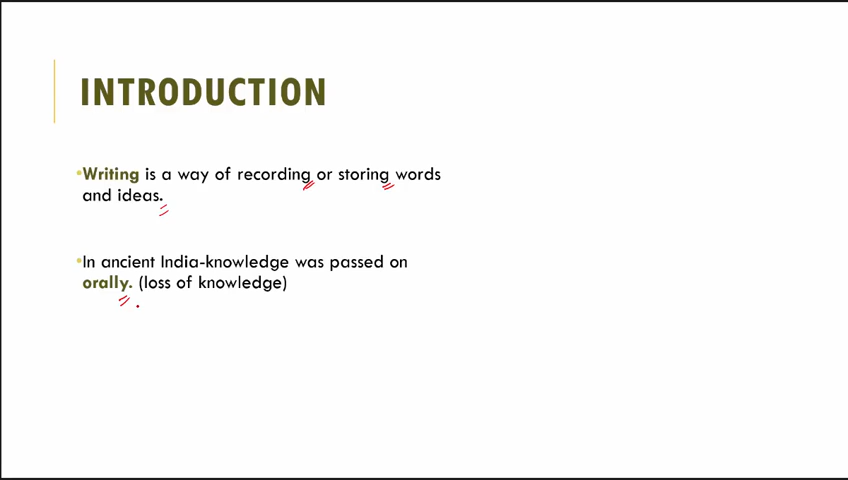 INTRODUCTION
•Writing is a way of recording or storing words
and ideas.
•In ancient India-knowledge was passed on
orally. (loss of knowledge)